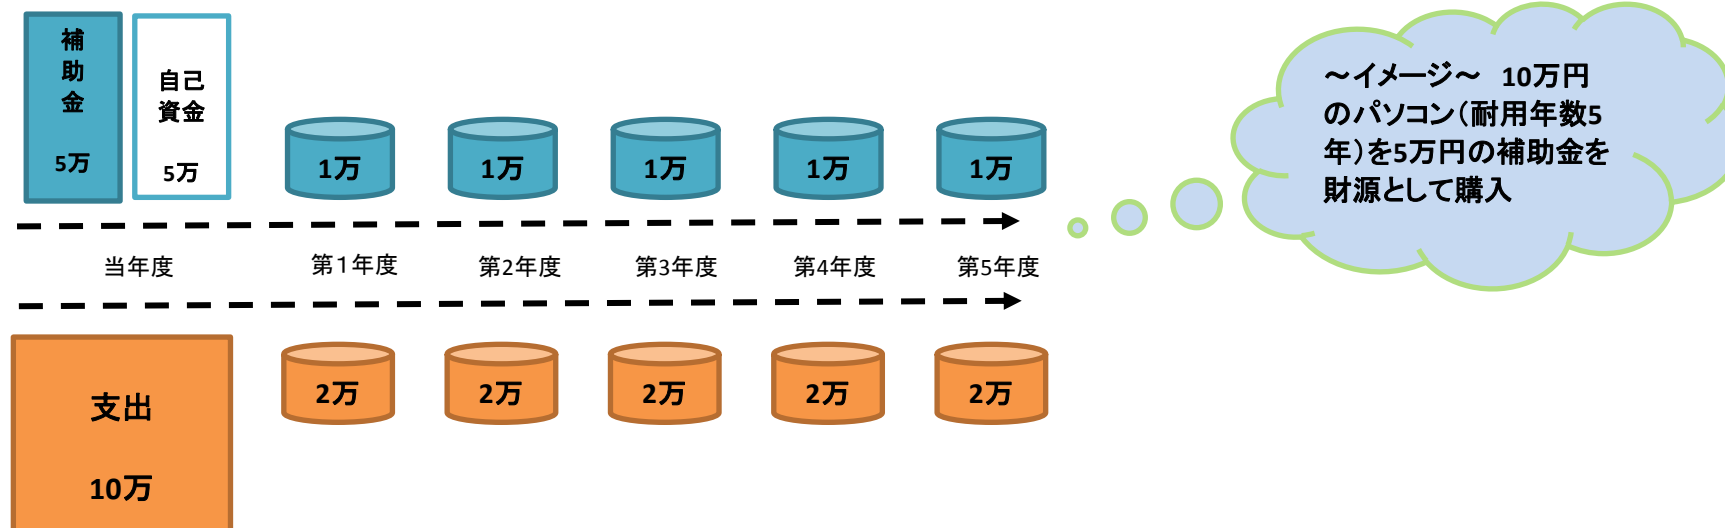 補助金
5万
自己
資金
5万
1万
1万
1万
1万
1万
~イメージ~ 10万円
のパソコン(耐用年数5
年)を5万円の補助金を
財源として購入
当年度
第1年度
第2年度
第3年度
第4年度
第5年度
支出
10万
2万
2万
2万
2万
2万